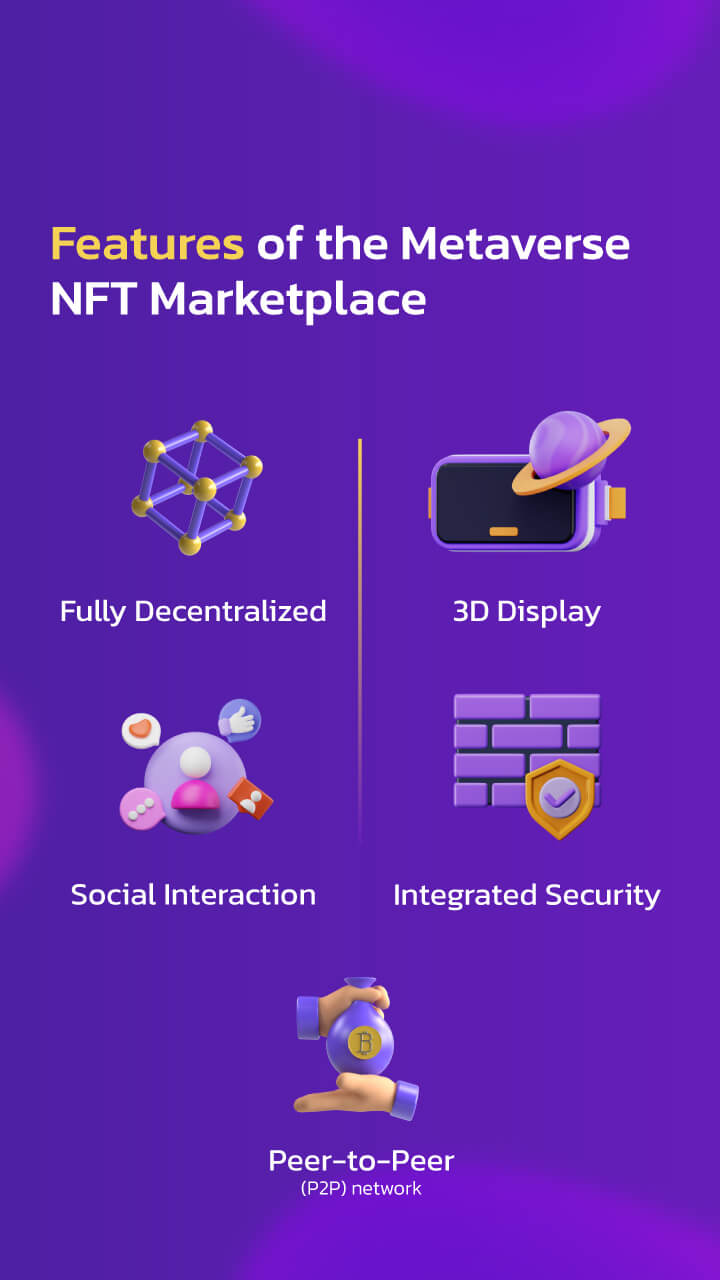 Features of the Metaverse
NFT Marketplace
Fully Decentralized
3D Display
Social Interaction
Integrated Security
Peer-to-Peer
(P2P) network